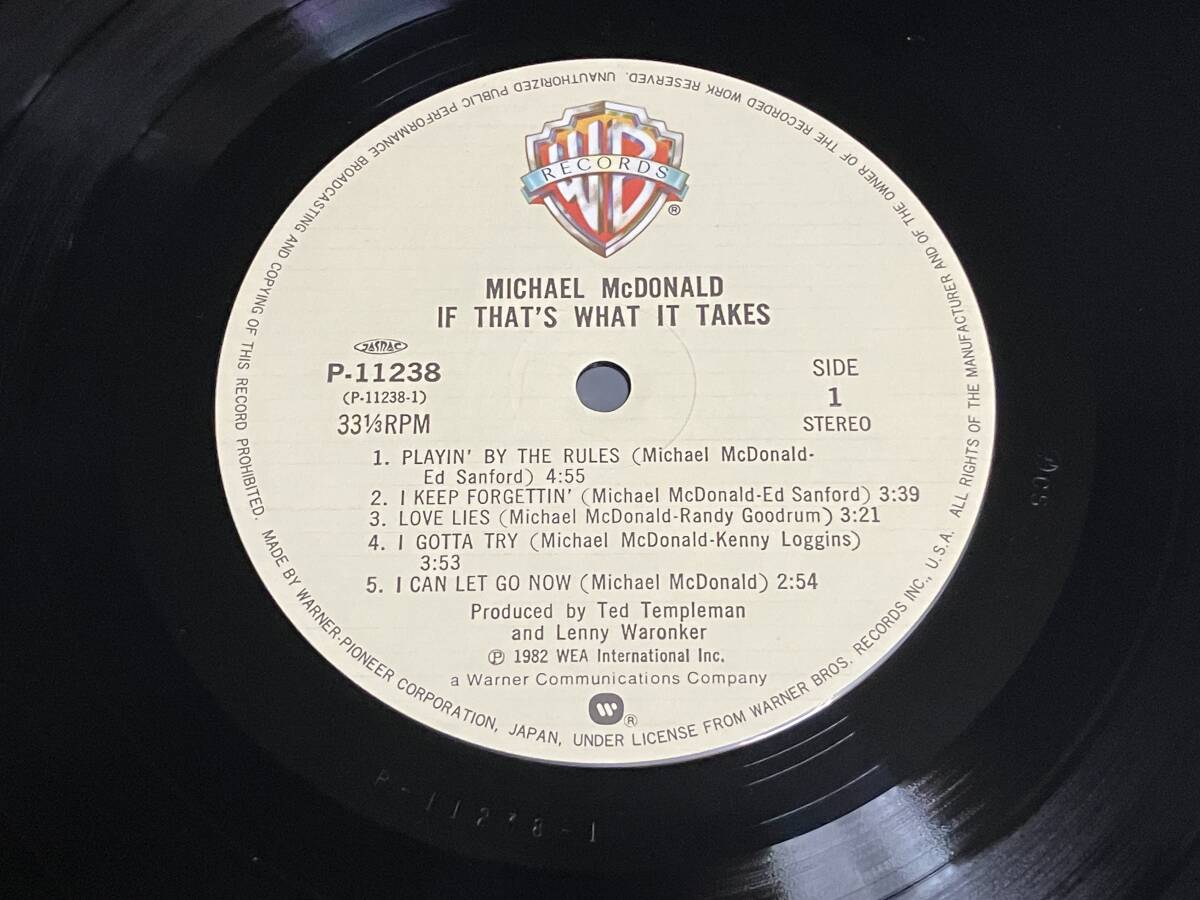 WB
RECORDS
®
MICHAEL McDONALD
IF THAT'S WHAT IT TAKES
JASRAC
P-11238
(P-11238-1)
33⅓RPM
SIDE
1
STEREO
1. PLAYIN' BY THE RULES (Michael McDonald-
Ed Sanford) 4:55
2. I KEEP FORGETTIN' (Michael McDonald-Ed Sanford) 3:39
3. LOVE LIES (Michael McDonald-Randy Goodrum) 3:21
4. I GOTTA TRY (Michael McDonald-Kenny Loggins)
3:53
5. I CAN LET GO NOW (Michael McDonald) 2:54
Produced by Ted Templeman
and Lenny Waronker
Ⓟ 1982 WEA International Inc.
a Warner Communications Company
®
MADE BY WARNER-PIONEER CORPORATION, JAPAN, UNDER LICENSE FROM WARNER BROS. RECORDS INC., U.S.A. ALL RIGHTS OF THE MANUFACTURER AND OF THE OWNER OF THE RECORDED WORK RESERVED. UNAUTHORIZED PUBLIC PERFORMANCE BROADCASTING AND COPYING OF THIS RECORD PROHIBITED.
P-11238-1